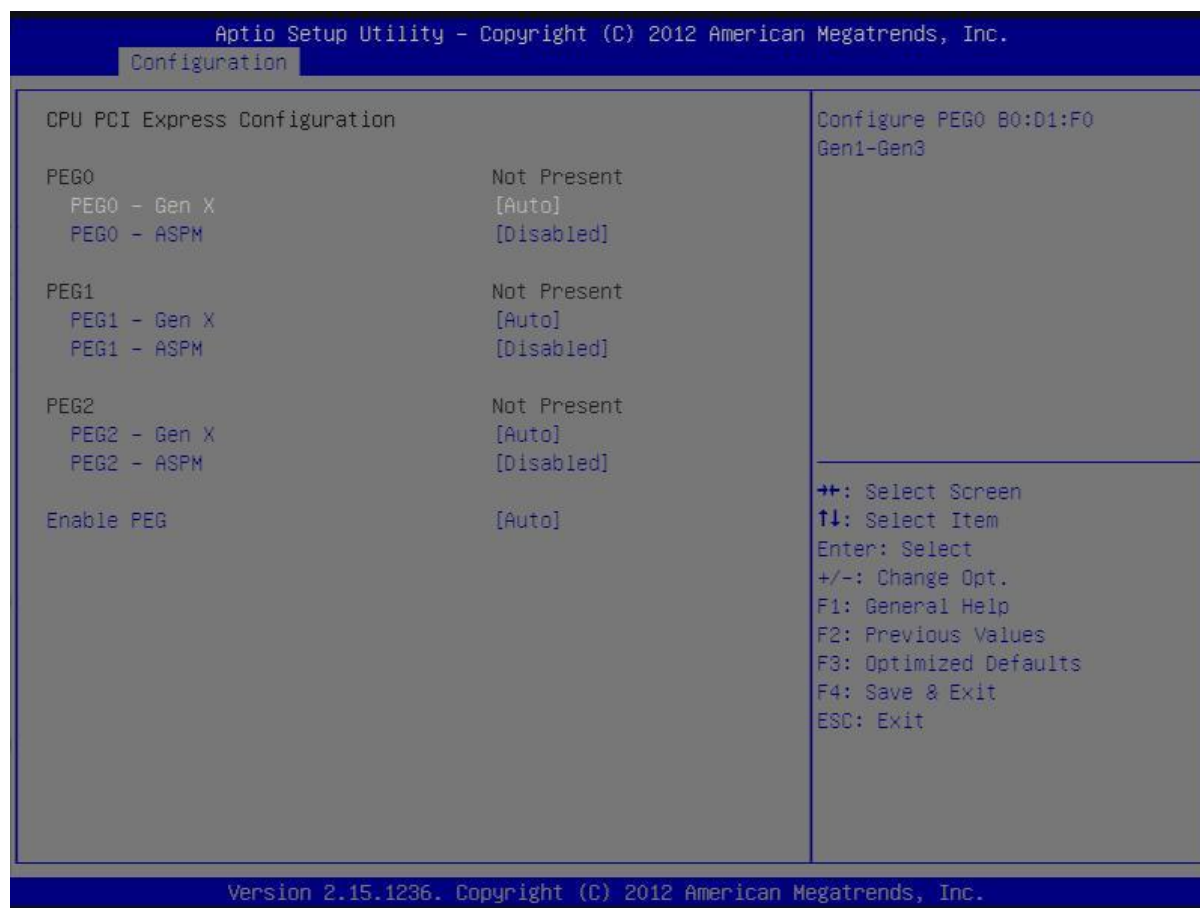 Aptio Setup Utility - Copyright (C) 2012 American Megatrends, Inc.
Configuration
CPU PCI Express Configuration
PEG0 Not Present
PEG0 - Gen X [Auto]
PEG0 - ASPM [Disabled]
PEG1 Not Present
PEG1 - Gen X [Auto]
PEG1 - ASPM [Disabled]
PEG2 Not Present
PEG2 - Gen X [Auto]
PEG2 - ASPM [Disabled]
Enable PEG [Auto]
Configure PEG0 B0:D1:F0
Gen1-Gen3
→←: Select Screen
↑↓: Select Item
Enter: Select
+/-: Change Opt.
F1: General Help
F2: Previous Values
F3: Optimized Defaults
F4: Save & Exit
ESC: Exit
Version 2.15.1236. Copyright (C) 2012 American Megatrends, Inc.